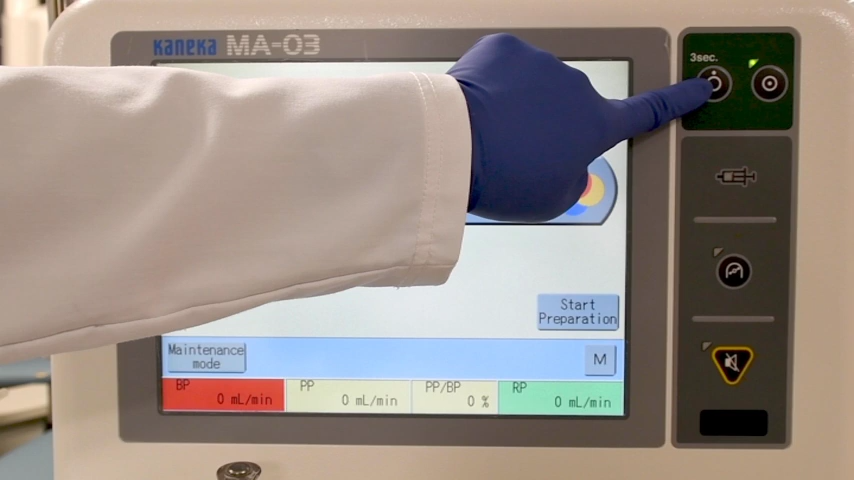 Kaneka MA-03
3sec.
Start
Preparation
Maintenance
mode
M
BP
0 mL/min
PP
0 mL/min
PP/BP
0 %
RP
0 mL/min